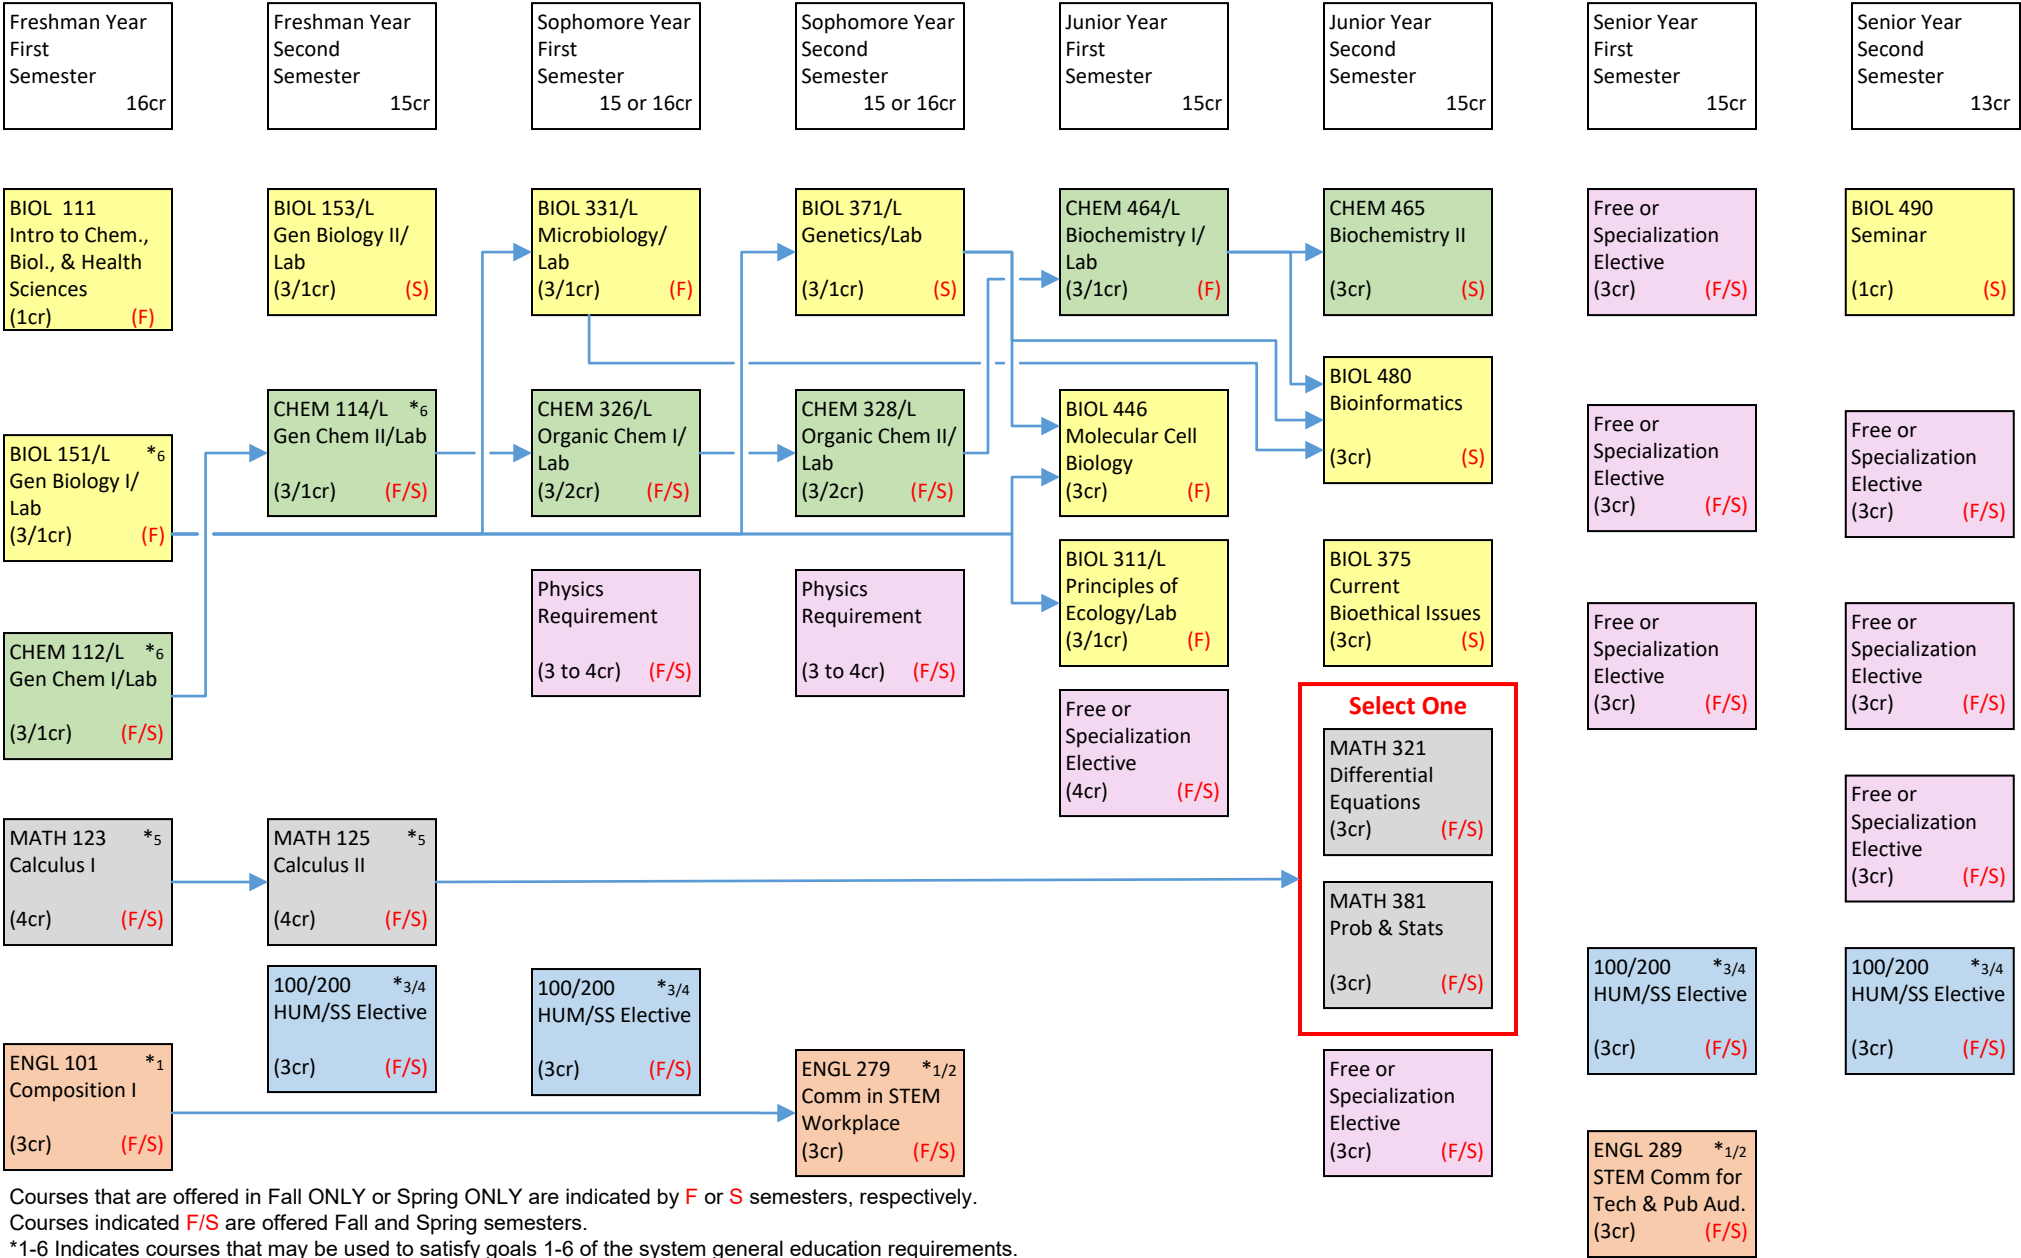 Freshman Year
First
Semester
16cr
Freshman Year
Second
Semester
15cr
Sophomore Year
First
Semester
15 or 16cr
Sophomore Year
Second
Semester
15 or 16cr
Junior Year
First
Semester
15cr
Junior Year
Second
Semester
15cr
Senior Year
First
Semester
15cr
Senior Year
Second
Semester
13cr
BIOL 111
Intro to Chem.,
Biol., & Health
Sciences
(1cr) (F)
BIOL 151/L *6
Gen Biology I/
Lab
(3/1cr) (F)
CHEM 112/L *6
Gen Chem I/Lab
(3/1cr) (F/S)
MATH 123 *5
Calculus I
(4cr) (F/S)
ENGL 101 *1
Composition I
(3cr) (F/S)
BIOL 153/L
Gen Biology II/
Lab
(3/1cr) (S)
CHEM 114/L *6
Gen Chem II/Lab
(3/1cr) (F/S)
MATH 125 *5
Calculus II
(4cr) (F/S)
100/200 *3/4
HUM/SS Elective
(3cr) (F/S)
BIOL 331/L
Microbiology/
Lab
(3/1cr) (F)
CHEM 326/L
Organic Chem I/
Lab
(3/2cr) (F/S)
Physics
Requirement
(3 to 4cr) (F/S)
100/200 *3/4
HUM/SS Elective
(3cr) (F/S)
BIOL 371/L
Genetics/Lab
(3/1cr) (S)
CHEM 328/L
Organic Chem II/
Lab
(3/2cr) (F/S)
Physics
Requirement
(3 to 4cr) (F/S)
ENGL 279 *1/2
Comm in STEM
Workplace
(3cr) (F/S)
CHEM 464/L
Biochemistry I/
Lab
(3/1cr) (F)
BIOL 446
Molecular Cell
Biology
(3cr) (F)
BIOL 311/L
Principles of
Ecology/Lab
(3/1cr) (F)
Free or
Specialization
Elective
(4cr) (F/S)
CHEM 465
Biochemistry II
(3cr) (S)
BIOL 480
Bioinformatics
(3cr) (S)
BIOL 375
Current
Bioethical Issues
(3cr) (S)
Select One
MATH 321
Differential
Equations
(3cr) (F/S)
MATH 381
Prob & Stats
(3cr) (F/S)
Free or
Specialization
Elective
(3cr) (F/S)
Free or
Specialization
Elective
(3cr) (F/S)
Free or
Specialization
Elective
(3cr) (F/S)
Free or
Specialization
Elective
(3cr) (F/S)
100/200 *3/4
HUM/SS Elective
(3cr) (F/S)
ENGL 289 *1/2
STEM Comm for
Tech & Pub Aud.
(3cr) (F/S)
BIOL 490
Seminar
(1cr) (S)
Free or
Specialization
Elective
(3cr) (F/S)
Free or
Specialization
Elective
(3cr) (F/S)
Free or
Specialization
Elective
(3cr) (F/S)
100/200 *3/4
HUM/SS Elective
(3cr) (F/S)
Courses that are offered in Fall ONLY or Spring ONLY are indicated by F or S semesters, respectively.
Courses indicated F/S are offered Fall and Spring semesters.
*1-6 Indicates courses that may be used to satisfy goals 1-6 of the system general education requirements.